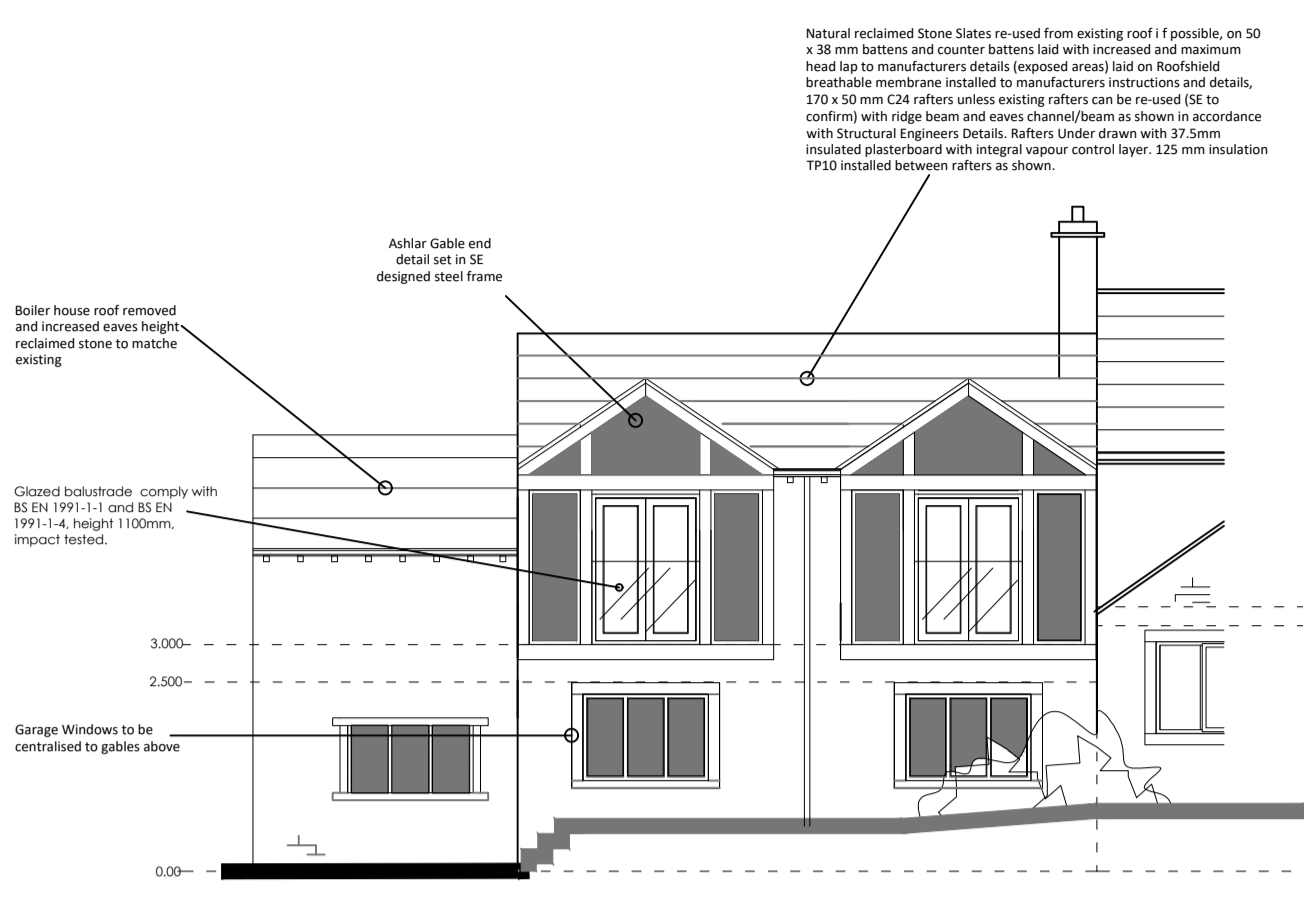 Natural reclaimed Stone Slates re-used from existing roof i f possible, on 50
x 38 mm battens and counter battens laid with increased and maximum
head lap to manufacturers details (exposed areas) laid on Roofshield
breathable membrane installed to manufacturers instructions and details,
170 x 50 mm C24 rafters unless existing rafters can be re-used (SE to
confirm) with ridge beam and eaves channel/beam as shown in accordance
with Structural Engineers Details. Rafters Under drawn with 37.5mm
insulated plasterboard with integral vapour control layer. 125 mm insulation
TP10 installed between rafters as shown.
Ashlar Gable end
detail set in SE
designed steel frame
Boiler house roof removed
and increased eaves height
reclaimed stone to matche
existing
Glazed balustrade comply with
BS EN 1991-1-1 and BS EN
1991-1-4, height 1100mm,
impact tested.
3.000
2.500
Garage Windows to be
centralised to gables above
0.00